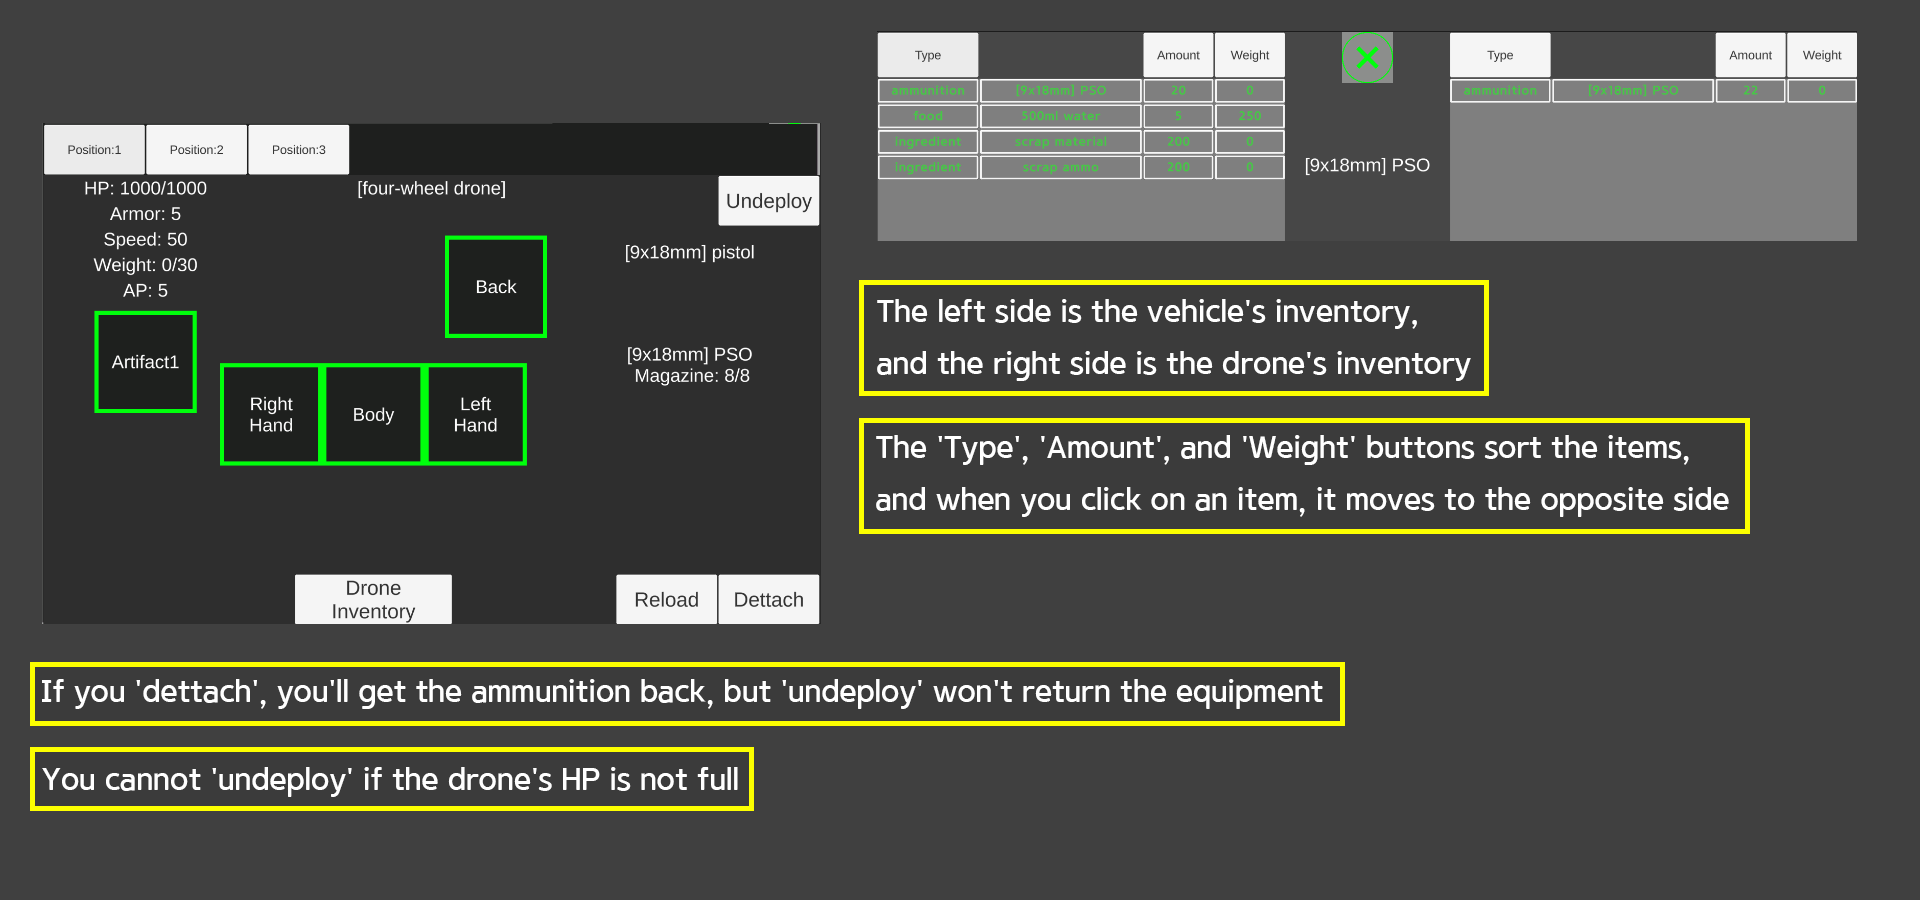 Position:1 Position:2 Position:3
HP: 1000/1000
Armor: 5
Speed: 50
Weight: 0/30
AP: 5
[four-wheel drone]
Undeploy
[9x18mm] pistol
Back
Artifact1
Right
Hand
Body
Left
Hand
[9x18mm] PSO
Magazine: 8/8
Drone
Inventory
Reload
Dettach
Type Amount Weight
ammunition [9x18mm] PSO 20 0
food 500ml water 5 250
ingredient scrap material 200 0
ingredient scrap ammo 200 0
[9x18mm] PSO
Type Amount Weight
ammunition [9x18mm] PSO 22 0
The left side is the vehicle's inventory,
and the right side is the drone's inventory
The 'Type', 'Amount', and 'Weight' buttons sort the items,
and when you click on an item, it moves to the opposite side
If you 'dettach', you'll get the ammunition back, but 'undeploy' won't return the equipment
You cannot 'undeploy' if the drone's HP is not full